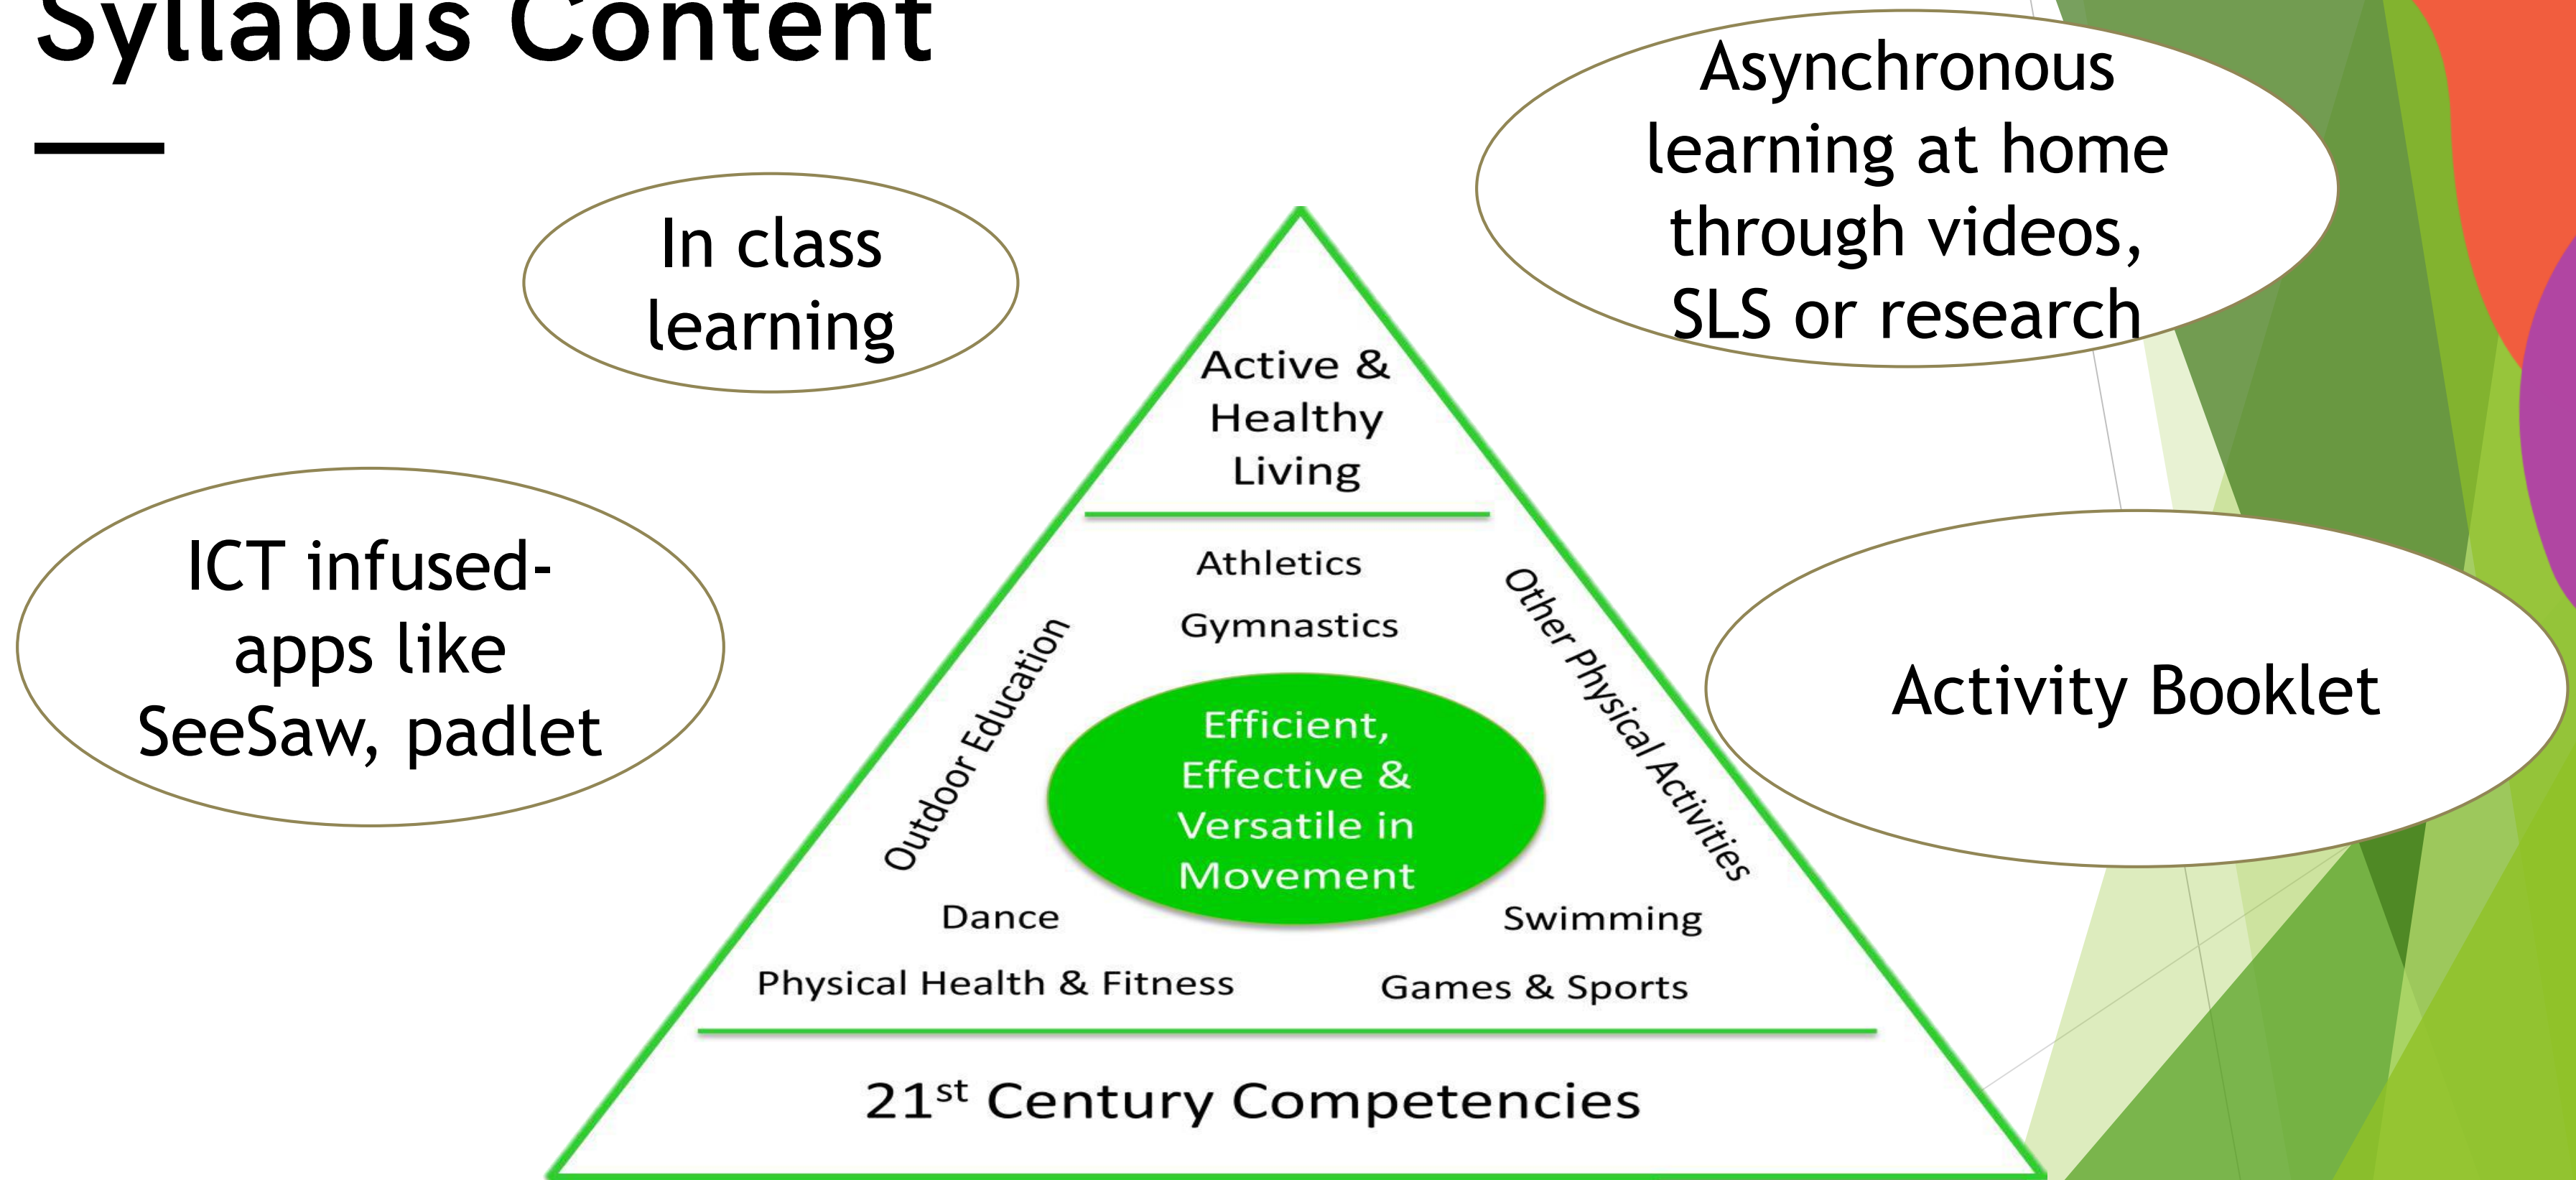 Syllabus Content
In class
learning
Asynchronous
learning at home
through videos,
SLS or research
ICT infused-
apps like
SeeSaw, padlet
Activity Booklet
Active &
Healthy
Living
Athletics
Gymnastics
Outdoor Education
Other Physical Activities
Efficient,
Effective &
Versatile in
Movement
Dance
Swimming
Physical Health & Fitness
Games & Sports
21st Century Competencies